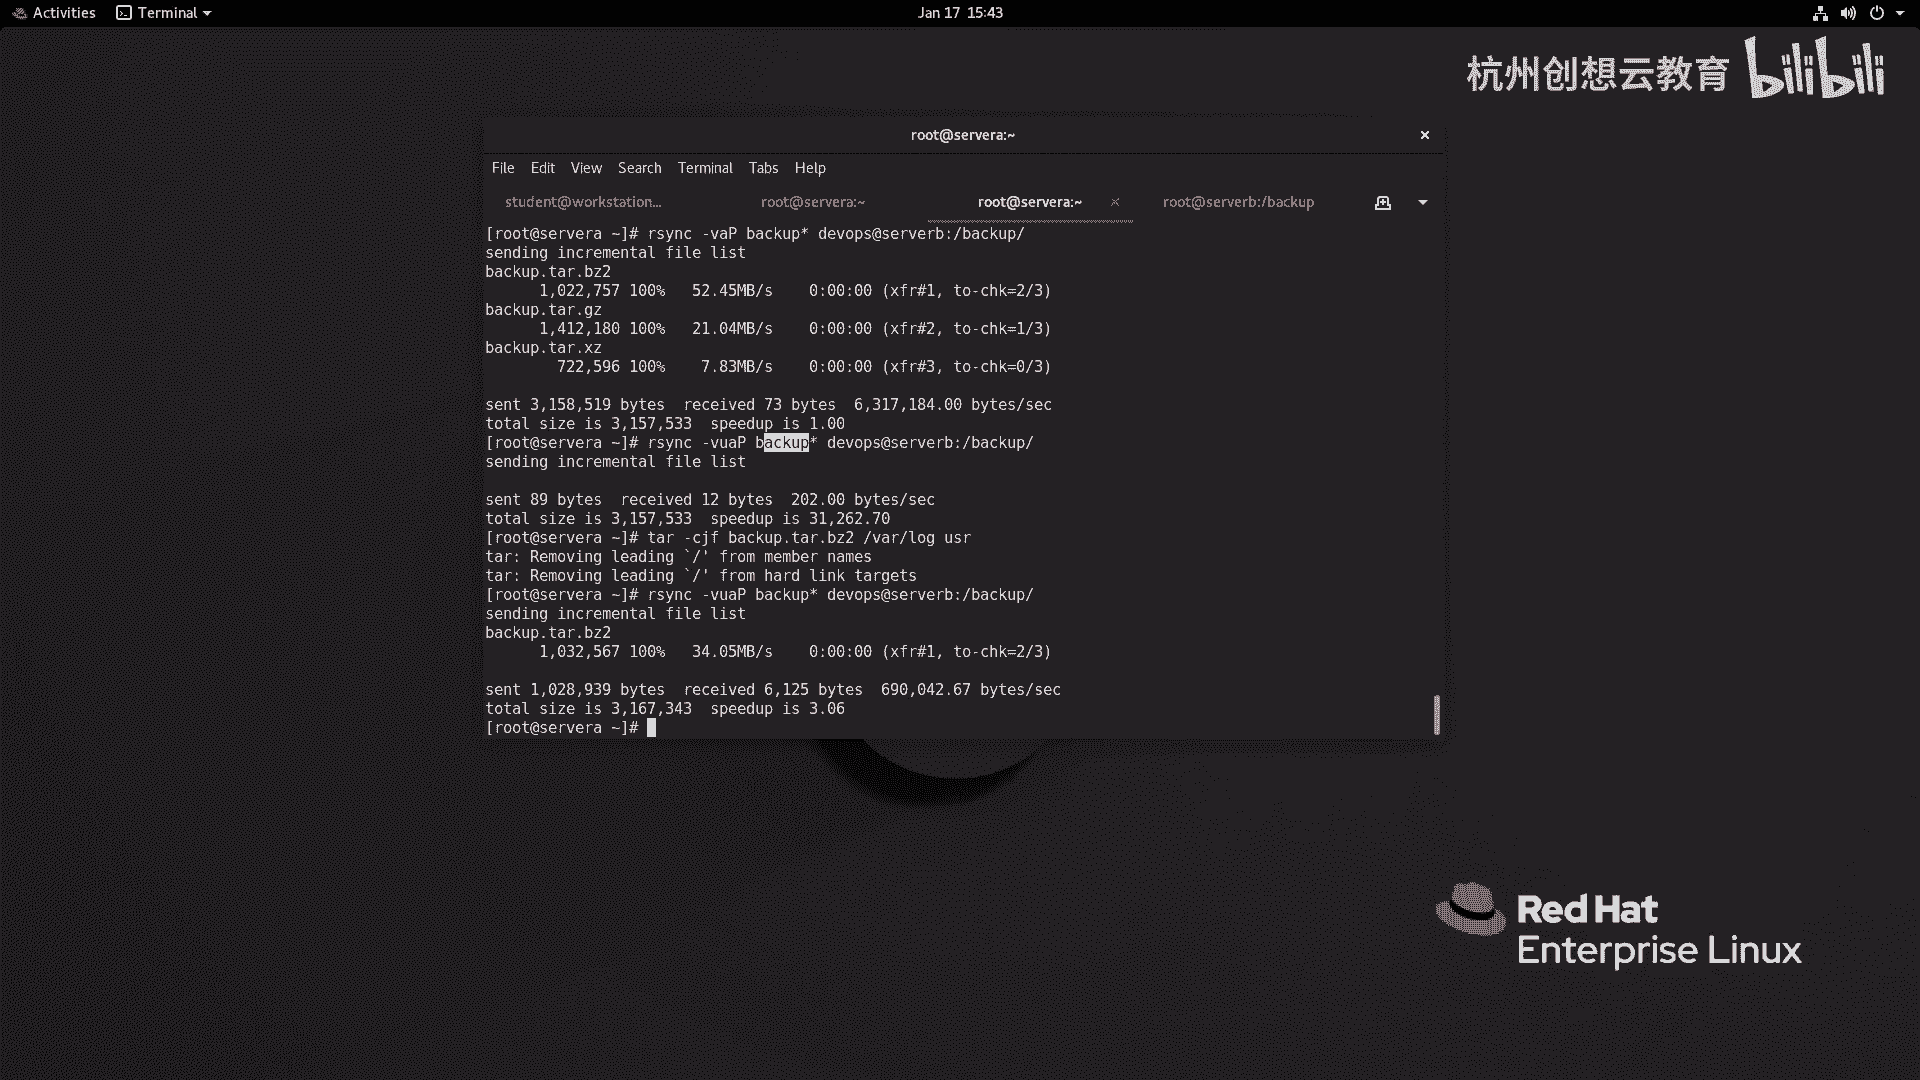 Activities
Terminal
Jan 17 15:43
杭州创想云教育 bilibili
root@servera:~
File Edit View Search Terminal Tabs Help
student@workstation...
root@servera:~
root@servera:~
root@serverb:/backup
[root@servera ~]# rsync -vaP backup* devops@serverb:/backup/
sending incremental file list
backup.tar.bz2
1,022,757 100% 52.45MB/s 0:00:00 (xfr#1, to-chk=2/3)
backup.tar.gz
1,412,180 100% 21.04MB/s 0:00:00 (xfr#2, to-chk=1/3)
backup.tar.xz
722,596 100% 7.83MB/s 0:00:00 (xfr#3, to-chk=0/3)
sent 3,158,519 bytes received 73 bytes 6,317,184.00 bytes/sec
total size is 3,157,533 speedup is 1.00
[root@servera ~]# rsync -vuaP backup* devops@serverb:/backup/
sending incremental file list
sent 89 bytes received 12 bytes 202.00 bytes/sec
total size is 3,157,533 speedup is 31,262.70
[root@servera ~]# tar -cjf backup.tar.bz2 /var/log usr
tar: Removing leading `/' from member names
tar: Removing leading `/' from hard link targets
[root@servera ~]# rsync -vuaP backup* devops@serverb:/backup/
sending incremental file list
backup.tar.bz2
1,032,567 100% 34.05MB/s 0:00:00 (xfr#1, to-chk=2/3)
sent 1,028,939 bytes received 6,125 bytes 690,042.67 bytes/sec
total size is 3,167,343 speedup is 3.06
[root@servera ~]#
Red Hat
Enterprise Linux